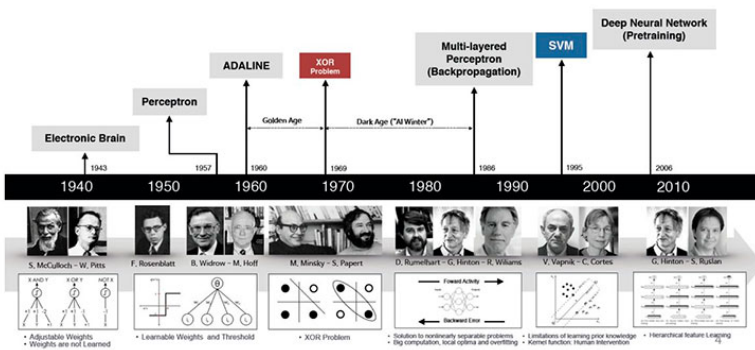 Deep Neural Network
(Pretraining)
Multi-layered
Perceptron
(Backpropagation)
SVM
ADALINE
XOR
Problem
Perceptron
Golden Age
Dark Age ("AI Winter")
Electronic Brain
1943
1957
1960
1969
1986
1995
2006
1940
1950
1960
1970
1980
1990
2000
2010
S. McCulloch – W. Pitts
F. Rosenblatt
B. Widrow – M. Hoff
M. Minsky – S. Papert
D. Rumelhart – G. Hinton – R. Wiliams
V. Vapnik – C. Cortes
G. Hinton – S. Ruslan
X AND Y
X OR Y
NOT X
Foward Activity
Backward Error
• Adjustable Weights
• Weights are not Learned
• Learnable Weights and Threshold
• XOR Problem
• Solution to nonlinearly separable problems
• Big computation, local optima and overfitting
• Limitations of learning prior knowledge
• Kernel function: Human Intervention
• Hierarchical feature Learning
4